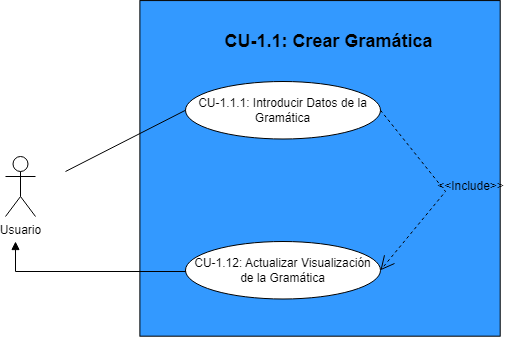 CU-1.1: Crear Gramática
CU-1.1.1: Introducir Datos de la
Gramática
<<Include>>
Usuario
CU-1.12: Actualizar Visualización
de la Gramática